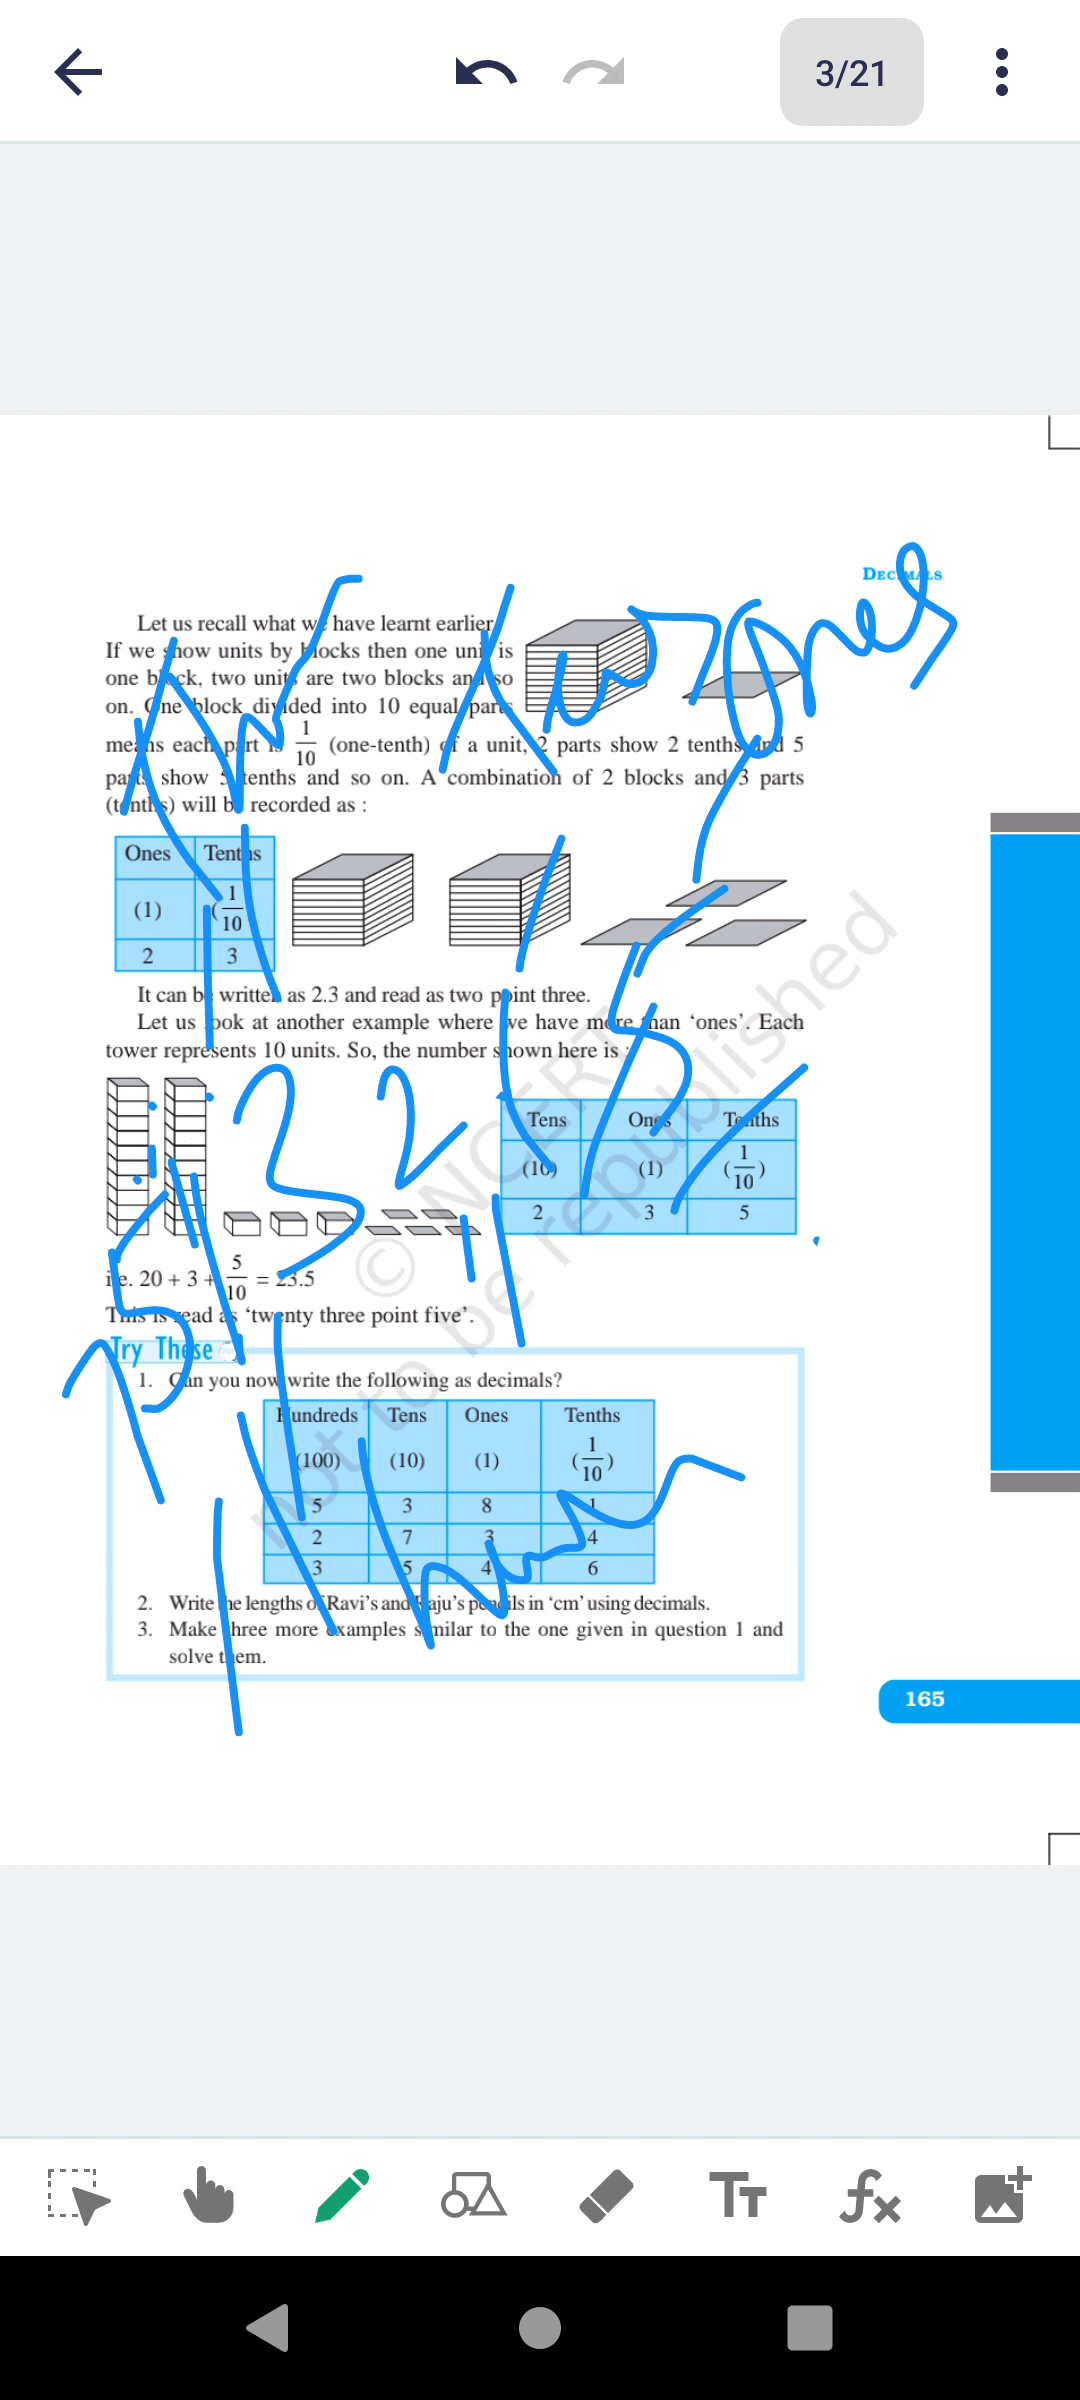 3/21
DECIMALS
Let us recall what we have learnt earlier.
If we show units by blocks then one unit is
one block, two units are two blocks and so
on. One block divided into 10 equal parts
means each part is 1/10 (one-tenth) of a unit, 2 parts show 2 tenths and 5
parts show 5 tenths and so on. A combination of 2 blocks and 3 parts
(tenths) will be recorded as :
Ones Tenths
(1) (1/10
2 3
It can be written as 2.3 and read as two point three.
Let us look at another example where we have more than ‘ones’. Each
tower represents 10 units. So, the number shown here is :
Tens Ones Tenths
(10) (1) (1/10)
2 3 5
i.e. 20 + 3 + 5/10 = 23.5
This is read as ‘twenty three point five’.
Try These
1. Can you now write the following as decimals?
Hundreds Tens Ones Tenths
(100) (10) (1) (1/10)
5 3 8 1
2 7 3 4
3 5 4 6
2. Write the lengths of Ravi’s and Raju’s pencils in ‘cm’ using decimals.
3. Make three more examples similar to the one given in question 1 and
solve them.
165
© NCERT
not to be republished
Tт
fx